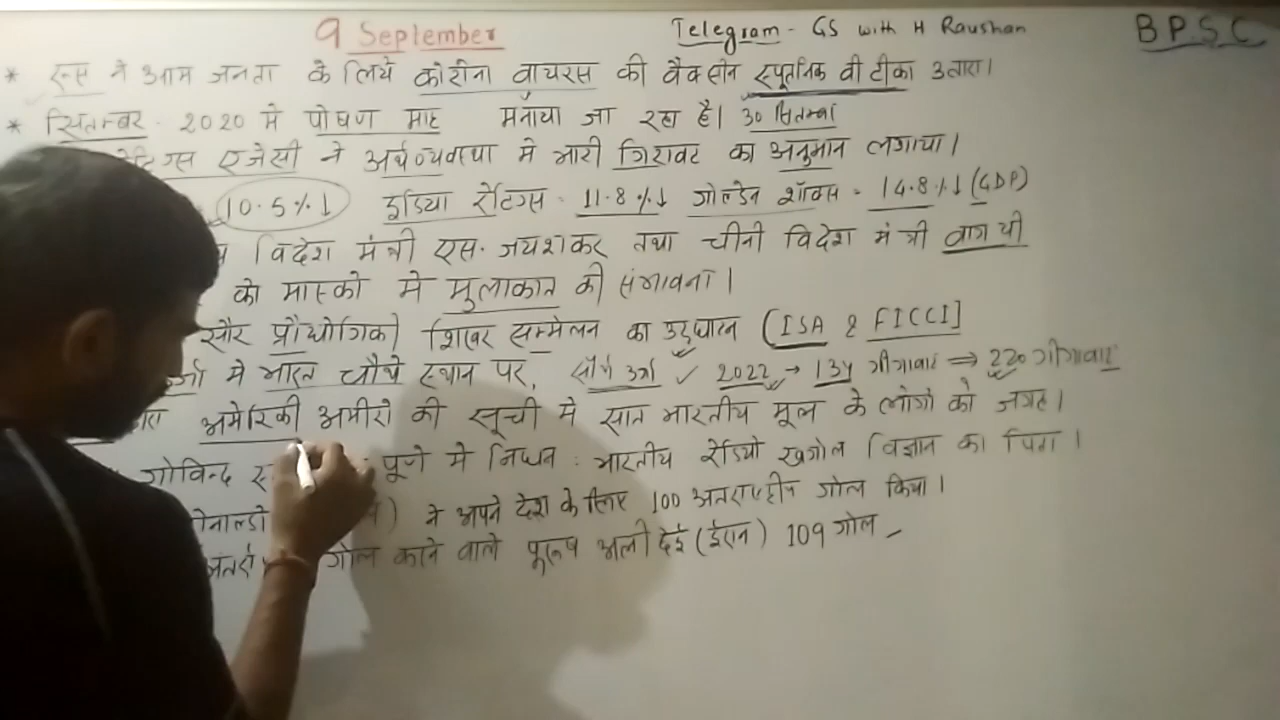 9 September
Telegram - GS with H Raushan
BPSC
* रूस ने आम जनता के लिये कोरोना वायरस की वैक्सीन स्पूतनिक वी टीका उतारा।
* सितम्बर 2020 मे पोषण माह मनाया जा रहा है। 30 सितम्बर
रेटिंग्स एजेंसी ने अर्थव्यवस्था मे भारी गिरावट का अनुमान लगाया।
10.5%↓ इंडिया रेटिंग्स - 11.8%↓ गोल्डेन शॉक्स - 14.8%↓ (GDP)
विदेश मंत्री एस. जयशंकर तथा चीनी विदेश मंत्री वांग यी
को मास्को मे मुलाकात की संभावना।
सौर प्रौद्योगिकी शिखर सम्मेलन का उद्घाटन (ISA & FICCI]
मे भारत चौथे स्थान पर, सौर्य उर्जा ✓ 2022 → 134 गीगावाट ⇒ 220 गीगावाट
अमेरिकी अमीरो की सूची मे सात भारतीय मूल के लोगो को जगह।
गोविन्द पूणे मे निधन : भारतीय रेडियो खगोल विज्ञान का पिता।
ने अपने देश के लिए 100 अंतराष्ट्रीय गोल किया।
गोल करने वाले पुरूष अली देई (ईरान) 109 गोल